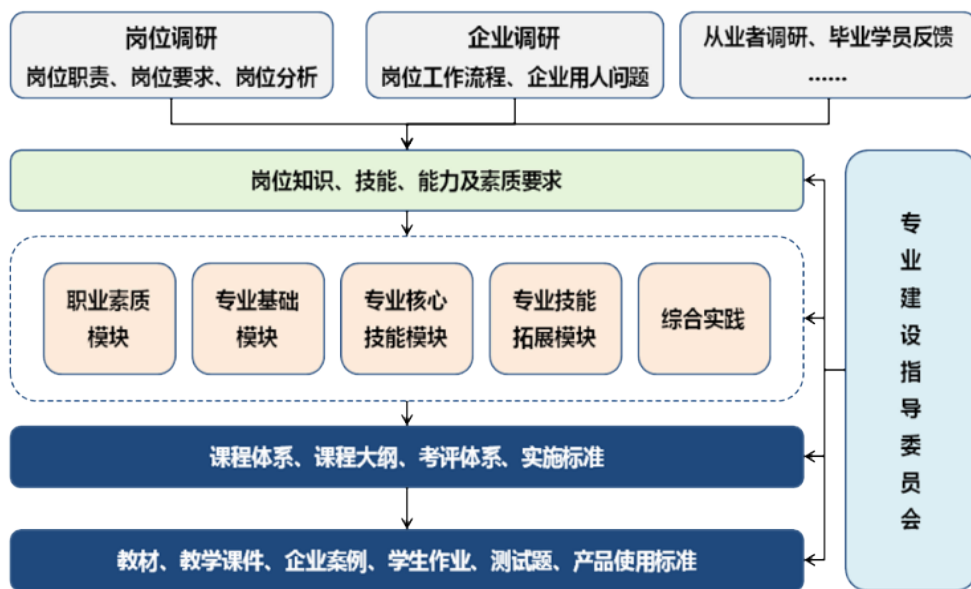 岗位调研
岗位职责、岗位要求、岗位分析
企业调研
岗位工作流程、企业用人问题
从业者调研、毕业学员反馈
······
岗位知识、技能、能力及素质要求
职业素质
模块
专业基础
模块
专业核心
技能模块
专业技能
拓展模块
综合实践
课程体系、课程大纲、考评体系、实施标准
教材、教学课件、企业案例、学生作业、测试题、产品使用标准
专业建设指导委员会